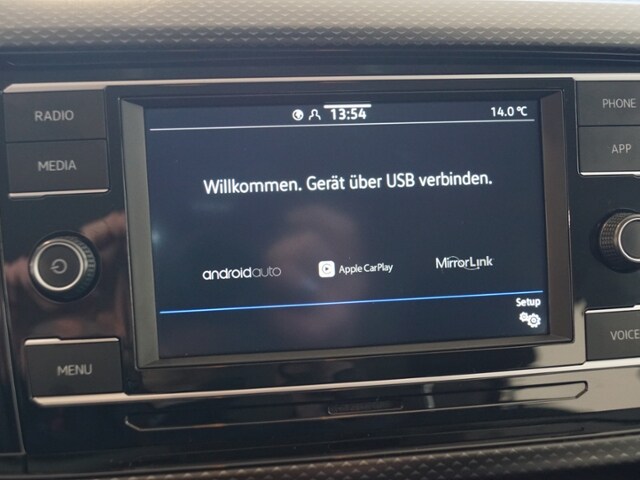 RADIO
MEDIA
MENU
13:54
14.0 °C
Willkommen. Gerät über USB verbinden.
androidauto
Apple CarPlay
MirrorLink
Setup
PHONE
APP
VOICE